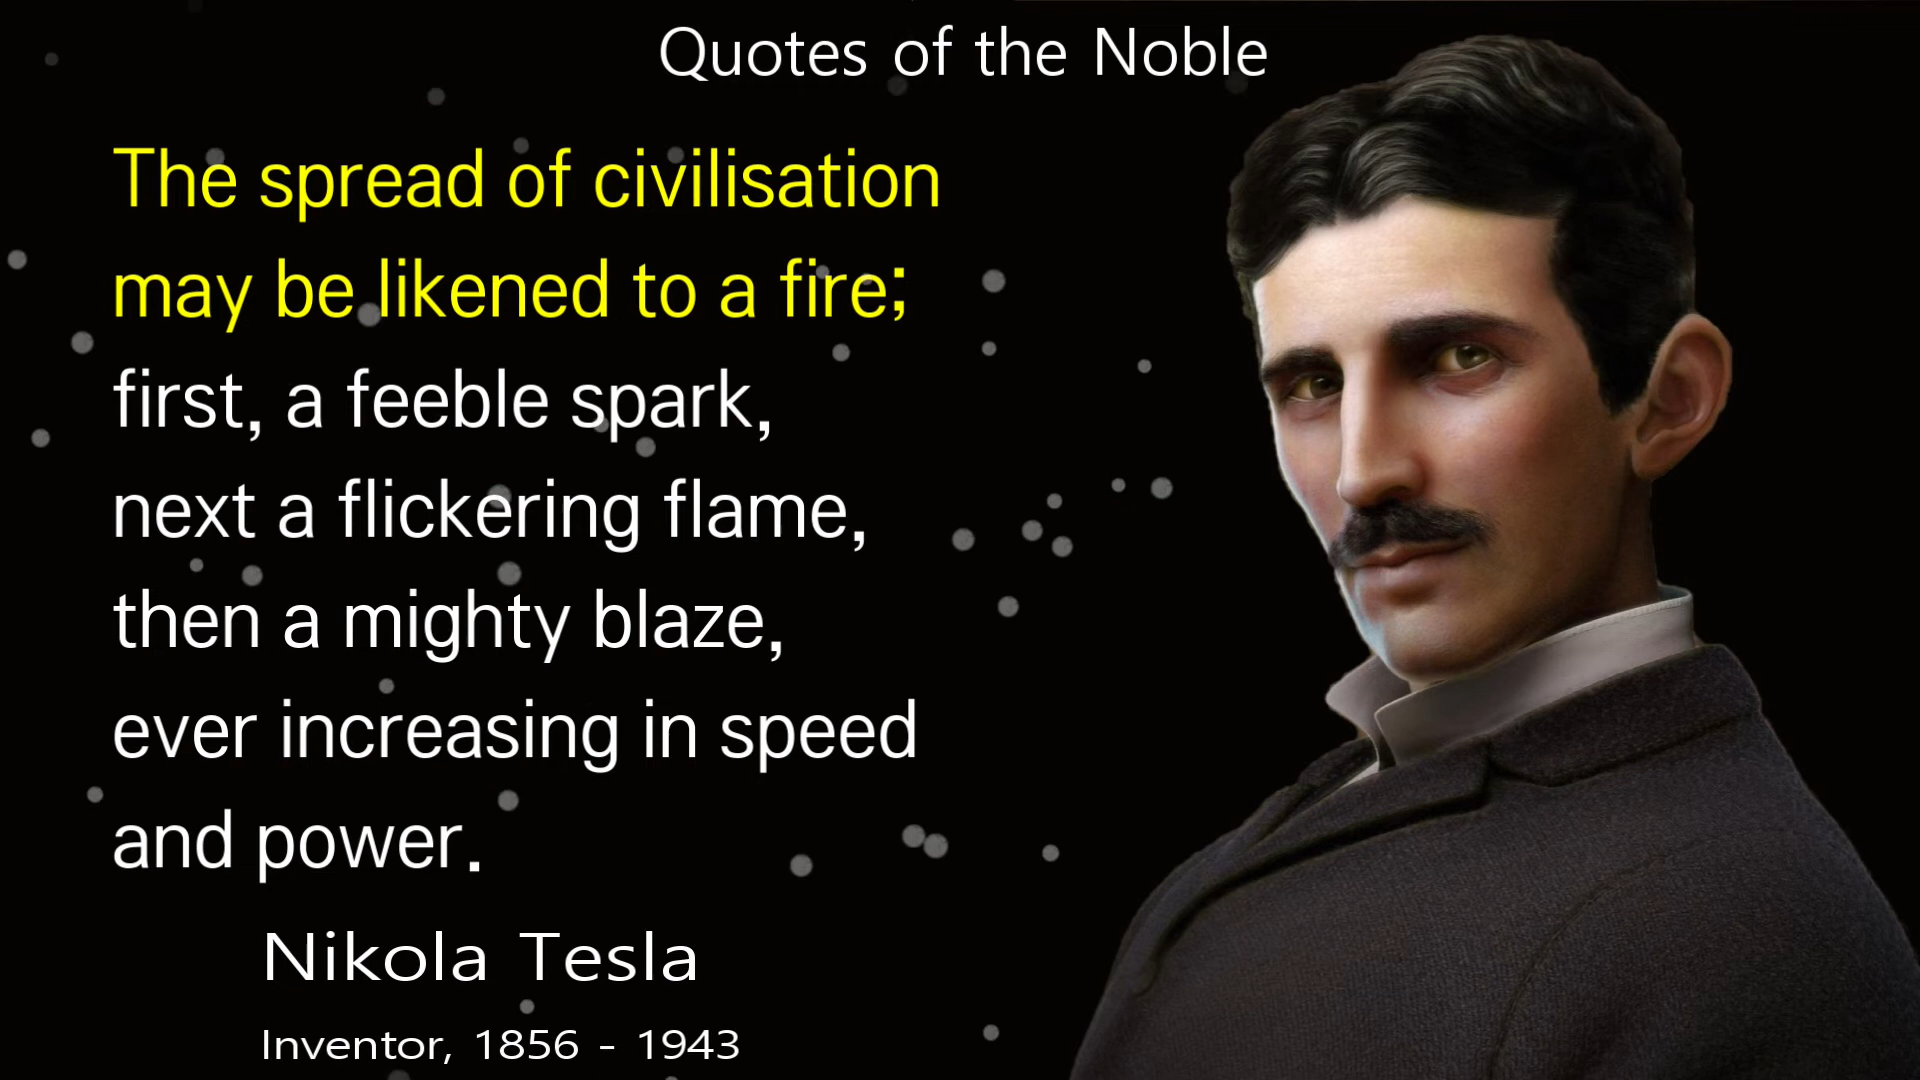 Quotes of the Noble
The spread of civilisation
may be likened to a fire;
first, a feeble spark,
next a flickering flame,
then a mighty blaze,
ever increasing in speed
and power.
Nikola Tesla
Inventor, 1856 - 1943